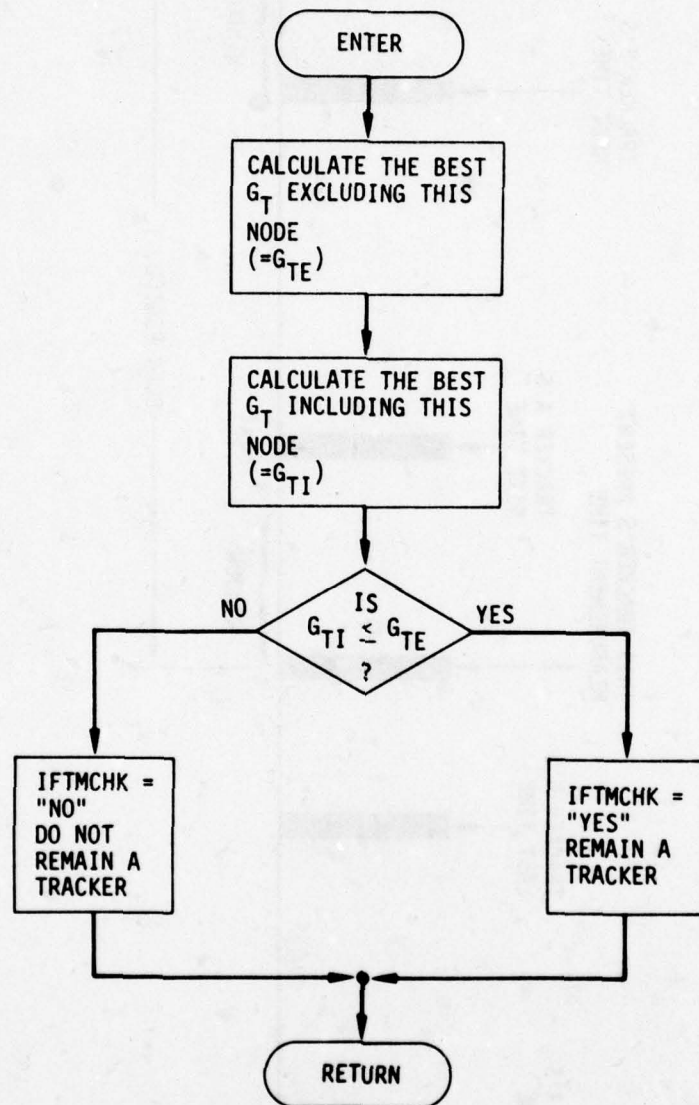 ENTER
CALCULATE THE BEST
G_T EXCLUDING THIS
NODE
(=G_TE)
CALCULATE THE BEST
G_T INCLUDING THIS
NODE
(=G_TI)
NO
IS
G_TI ≤ G_TE
?
YES
IFTMCHK =
"NO"
DO NOT
REMAIN A
TRACKER
IFTMCHK =
"YES"
REMAIN A
TRACKER
RETURN